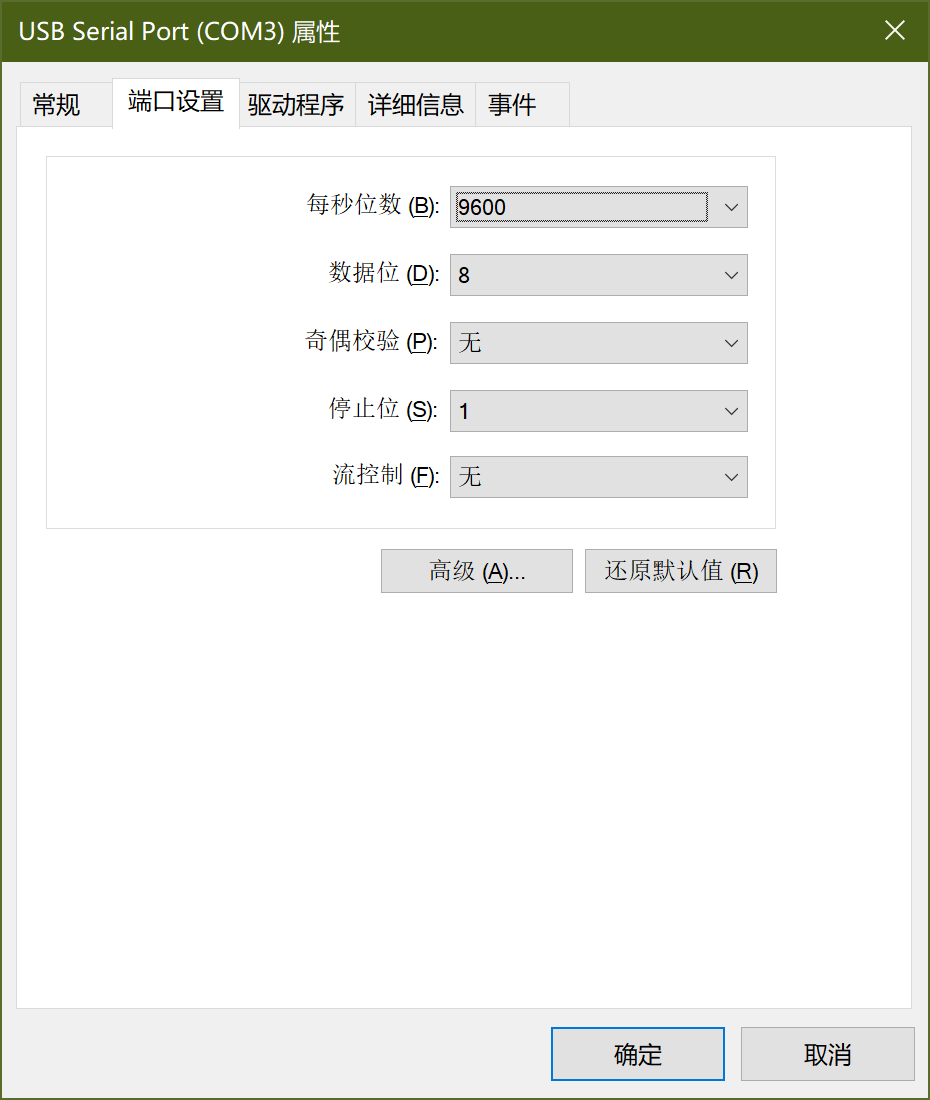 USB Serial Port (COM3) 属性
常规 端口设置 驱动程序 详细信息 事件
每秒位数 (B): 9600
数据位 (D): 8
奇偶校验 (P): 无
停止位 (S): 1
流控制 (F): 无
高级 (A)... 还原默认值 (R)
确定 取消